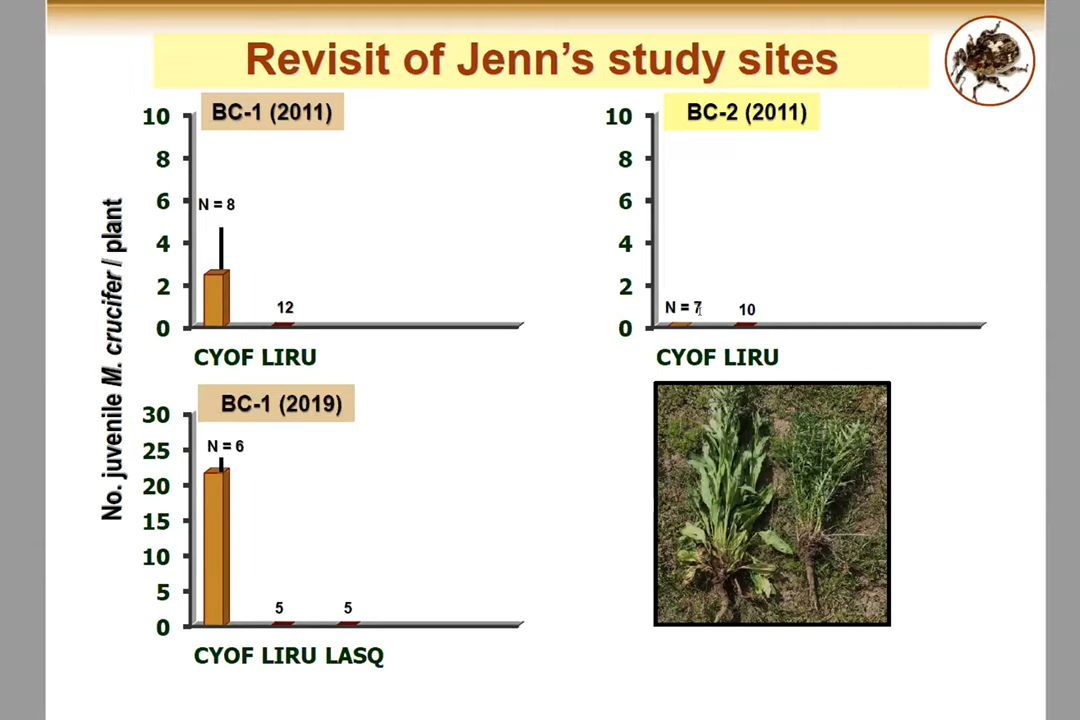 Revisit of Jenn's study sites
No. juvenile M. crucifer / plant
BC-1 (2011)
10
8
6
4
2
0
N = 8
12
CYOF LIRU
BC-2 (2011)
10
8
6
4
2
0
N = 7
10
CYOF LIRU
BC-1 (2019)
30
25
20
15
10
5
0
N = 6
5
5
CYOF LIRU LASQ